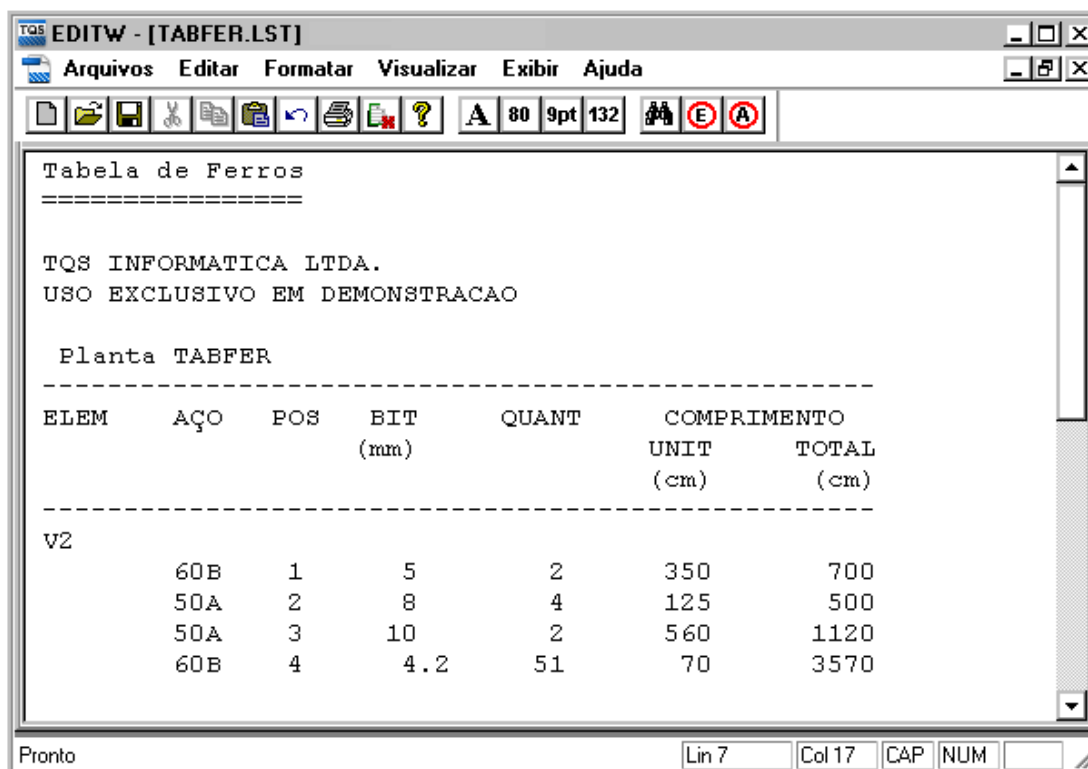 TQS EDITW - [TABFER.LST]
Arquivos Editar Formatar Visualizar Exibir Ajuda
A 80 9pt 132 E A
Tabela de Ferros
================
TQS INFORMATICA LTDA.
USO EXCLUSIVO EM DEMONSTRACAO
Planta TABFER
---------------------------------------------------
ELEM AÇO POS BIT QUANT COMPRIMENTO
(mm) UNIT TOTAL
(cm) (cm)
---------------------------------------------------
V2
60B 1 5 2 350 700
50A 2 8 4 125 500
50A 3 10 2 560 1120
60B 4 4.2 51 70 3570
Pronto Lin 7 Col 17 CAP NUM